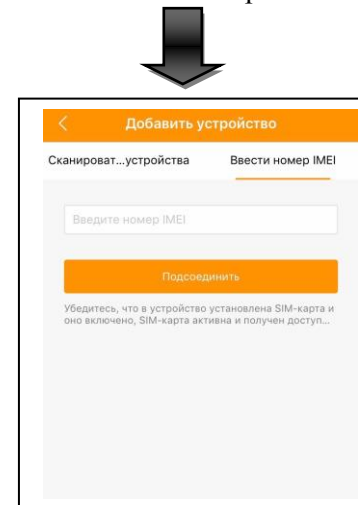 Добавить устройство
Сканироват...устройства Ввести номер IMEI
Введите номер IMEI
Подсоединить
Убедитесь, что в устройство установлена SIM-карта и
оно включено, SIM-карта активна и получен доступ...